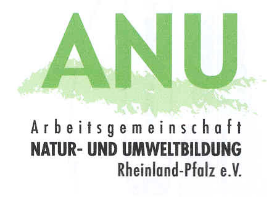 ANU
Arbeitsgemeinschaft
NATUR- UND UMWELTBILDUNG
Rheinland-Pfalz e.V.